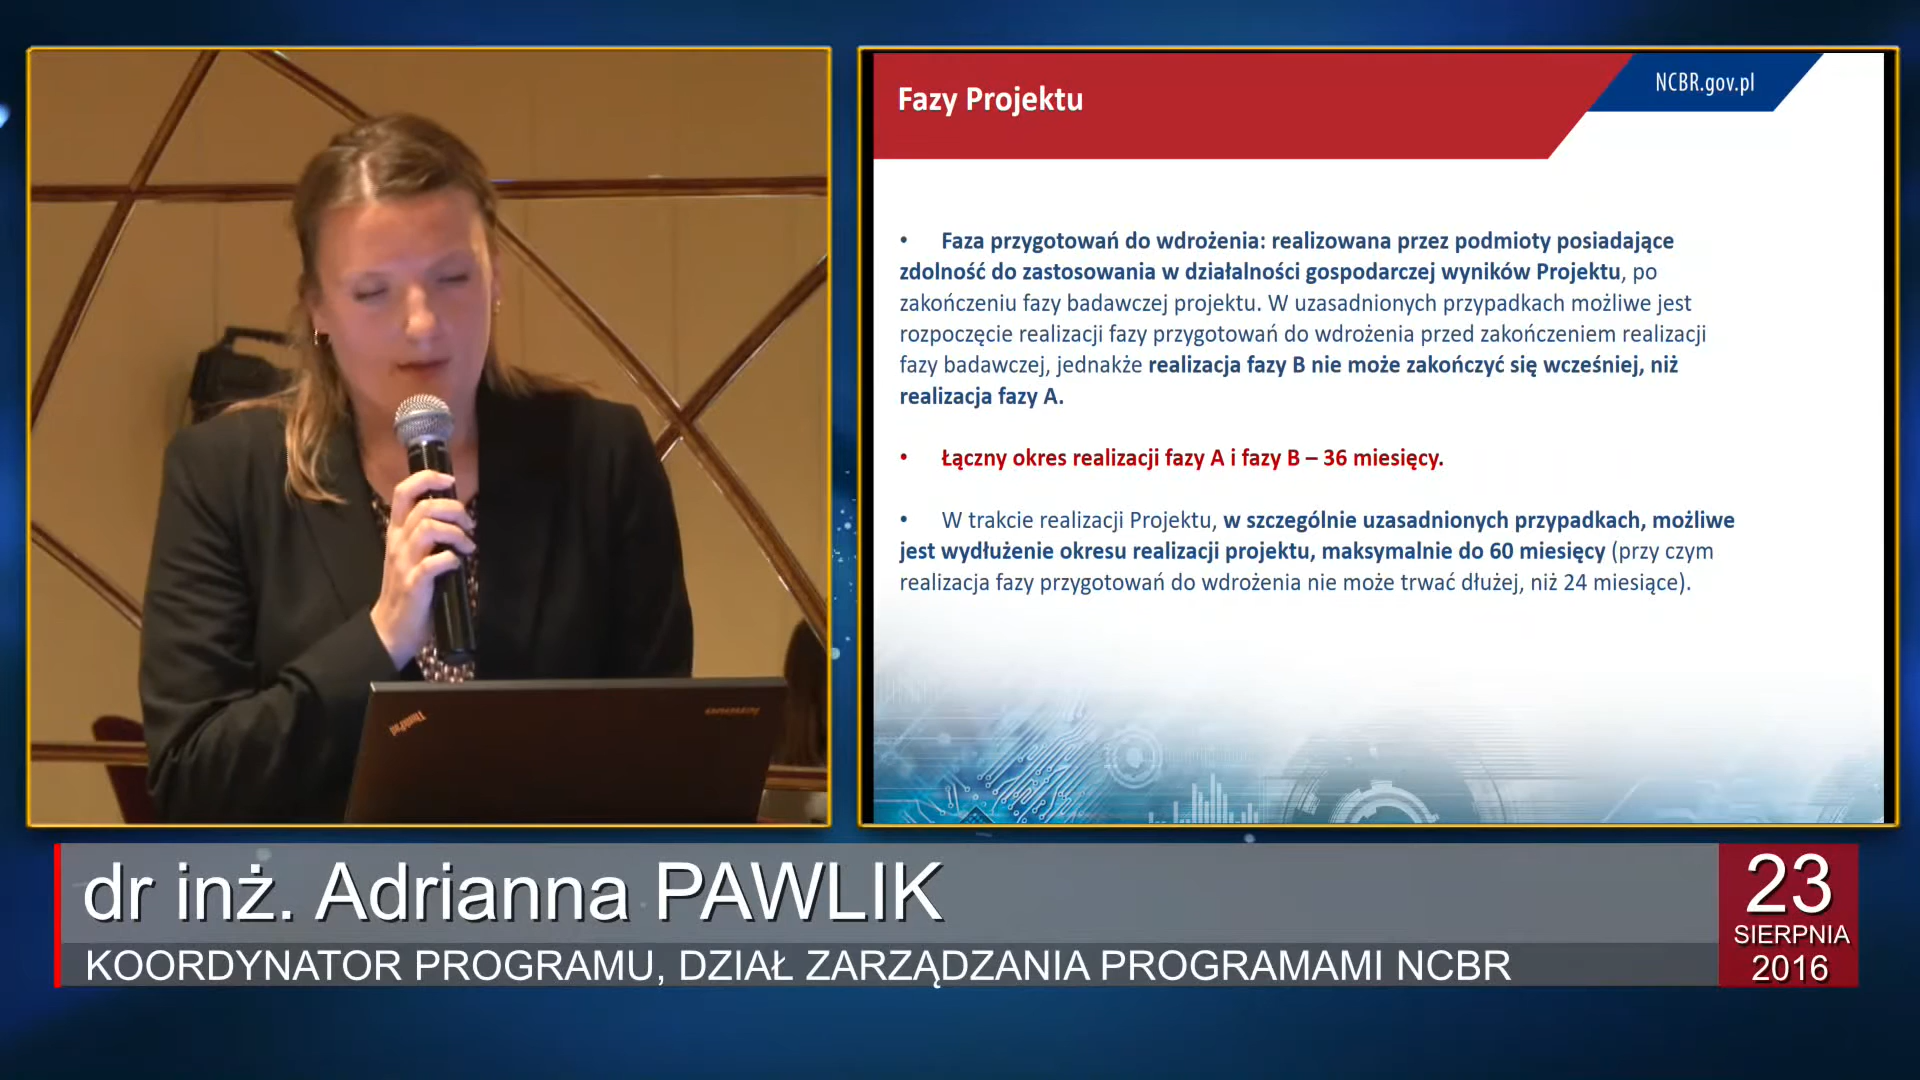 Fazy Projektu
NCBR.gov.pl
• Faza przygotowań do wdrożenia: realizowana przez podmioty posiadające
zdolność do zastosowania w działalności gospodarczej wyników Projektu, po
zakończeniu fazy badawczej projektu. W uzasadnionych przypadkach możliwe jest
rozpoczęcie realizacji fazy przygotowań do wdrożenia przed zakończeniem realizacji
fazy badawczej, jednakże realizacja fazy B nie może zakończyć się wcześniej, niż
realizacja fazy A.
• Łączny okres realizacji fazy A i fazy B – 36 miesięcy.
• W trakcie realizacji Projektu, w szczególnie uzasadnionych przypadkach, możliwe
jest wydłużenie okresu realizacji projektu, maksymalnie do 60 miesięcy (przy czym
realizacja fazy przygotowań do wdrożenia nie może trwać dłużej, niż 24 miesiące).
ThinkPad
lenovo
dr inż. Adrianna PAWLIK
KOORDYNATOR PROGRAMU, DZIAŁ ZARZĄDZANIA PROGRAMAMI NCBR
23
SIERPNIA
2016